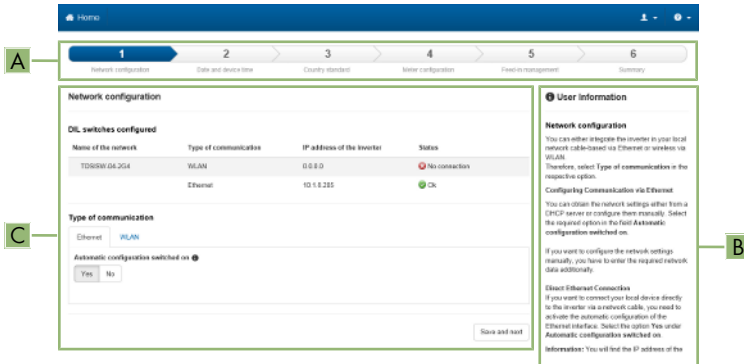 Home
A
1 2 3 4 5 6
Network configuration Date and device time Country standard Meter configuration Feed-in management Summary
Network configuration
DIL switches configured
Name of the network Type of communication IP address of the Inverter Status
TDSISW-04.2G4 WLAN 0.0.0.0 No connection
Ethernet 10.1.8.285 Ok
Type of communication
C
Ethernet WLAN
Automatic configuration switched on
Yes No
Save and next
User Information
Network configuration
You can either integrate the inverter in your local
network cable-based via Ethernet or wireless via
WLAN
Therefore, select Type of communication in the
respective option.
Configuring Communication via Ethernet
You can obtain the network settings either from a
DHCP server or configure them manually. Select
the required option in the field Automatic
configuration switched on.
B
If you want to configure the network settings
manually, you have to enter the required network
data additionally.
Direct Ethernet Connection
If you want to connect your local device directly
to the inverter via a network cable, you need to
activate the automatic configuration of the
Ethernet interface. Select the option Yes under
Automatic configuration switched on
Information: You will find the IP address of the